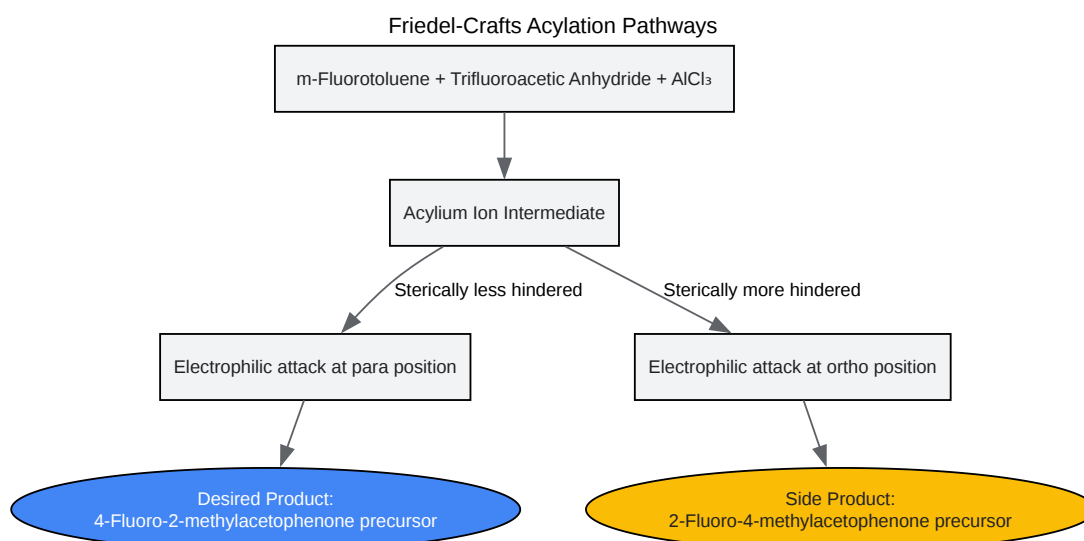 Friedel-Crafts Acylation Pathways
m-Fluorotoluene + Trifluoroacetic Anhydride + AlCl₃
Acylium Ion Intermediate
Sterically less hindered
Sterically more hindered
Electrophilic attack at para position
Electrophilic attack at ortho position
Desired Product:
4-Fluoro-2-methylacetophenone precursor
Side Product:
2-Fluoro-4-methylacetophenone precursor